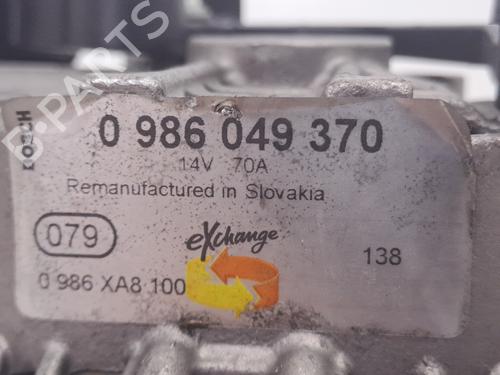 B-PARTS
BOSCH
0 986 049 370
14V 70A
Remanufactured in Slovakia
079
eXchange
138
0 986 XA8 100